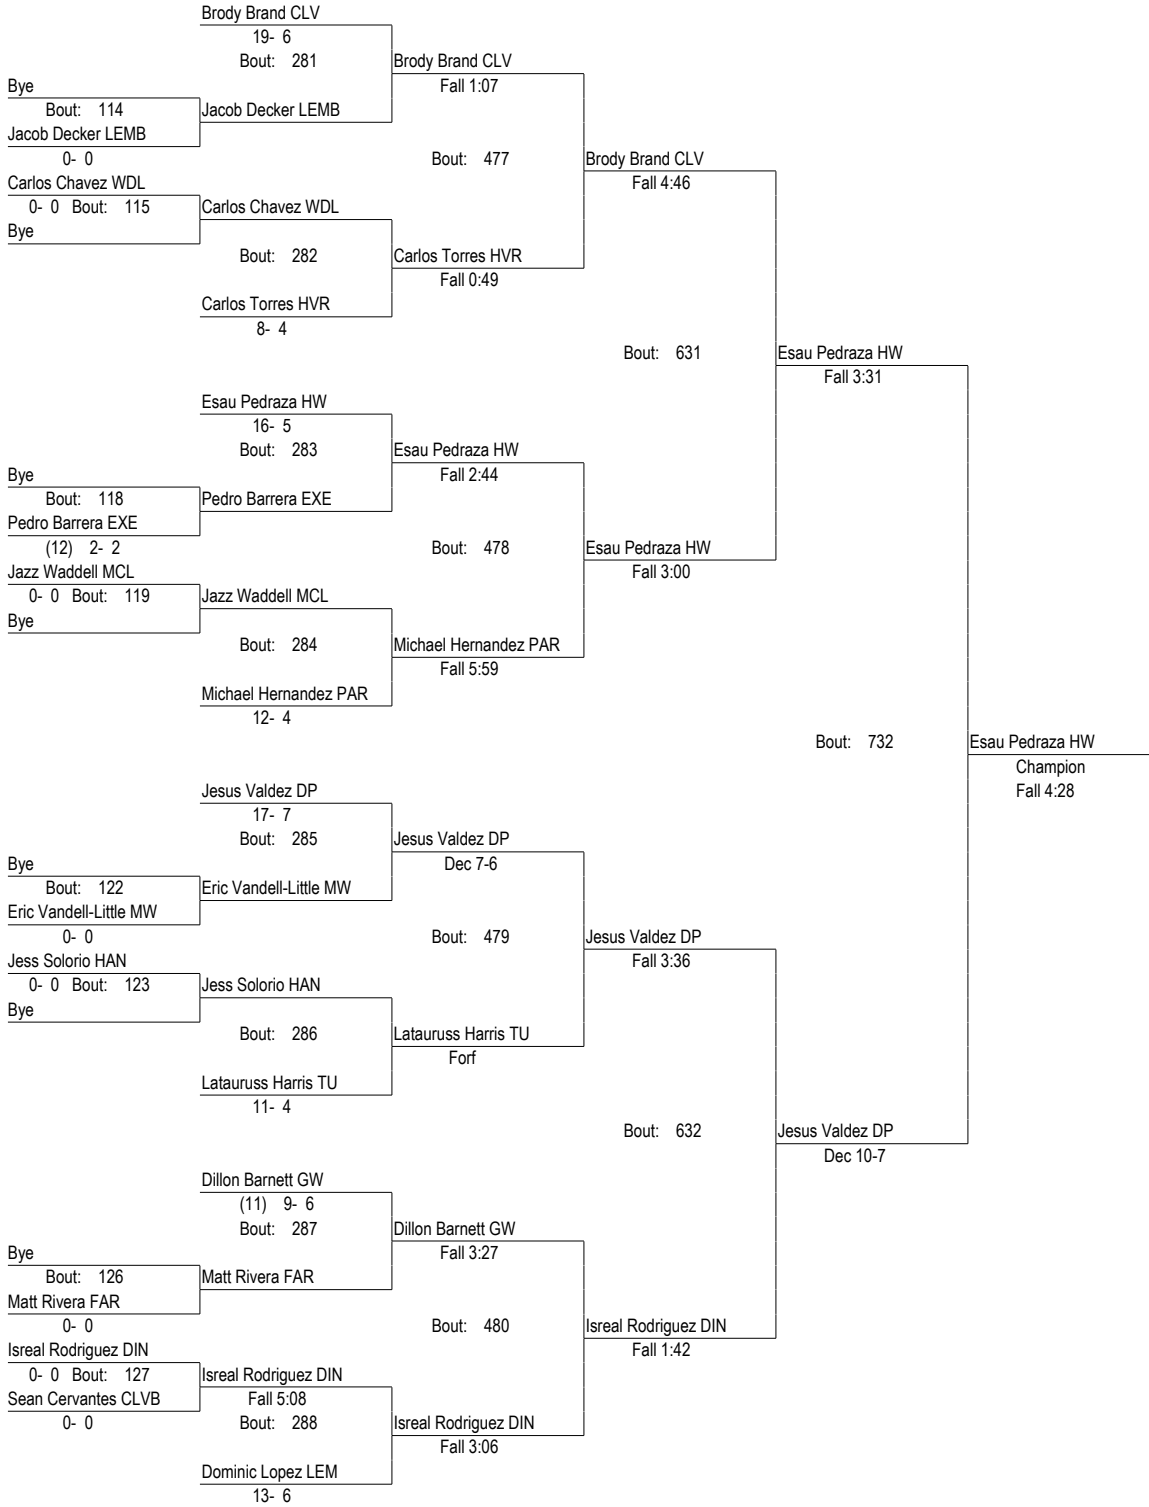 Brody Brand CLV
19- 6
Bout: 281
Brody Brand CLV
Bye
Fall 1:07
Bout: 114
Jacob Decker LEMB
Jacob Decker LEMB
0- 0
Bout: 477
Brody Brand CLV
Carlos Chavez WDL
Fall 4:46
0- 0 Bout: 115
Carlos Chavez WDL
Bye
Bout: 282
Carlos Torres HVR
Fall 0:49
Carlos Torres HVR
8- 4
Bout: 631
Esau Pedraza HW
Fall 3:31
Esau Pedraza HW
16- 5
Bout: 283
Esau Pedraza HW
Bye
Fall 2:44
Bout: 118
Pedro Barrera EXE
Pedro Barrera EXE
(12) 2- 2
Bout: 478
Esau Pedraza HW
Jazz Waddell MCL
Fall 3:00
0- 0 Bout: 119
Jazz Waddell MCL
Bye
Bout: 284
Michael Hernandez PAR
Fall 5:59
Michael Hernandez PAR
12- 4
Bout: 732
Esau Pedraza HW
Champion
Fall 4:28
Jesus Valdez DP
17- 7
Bout: 285
Jesus Valdez DP
Bye
Dec 7-6
Bout: 122
Eric Vandell-Little MW
Eric Vandell-Little MW
0- 0
Bout: 479
Jesus Valdez DP
Jess Solorio HAN
Fall 3:36
0- 0 Bout: 123
Jess Solorio HAN
Bye
Bout: 286
Latauruss Harris TU
Forf
Latauruss Harris TU
11- 4
Bout: 632
Jesus Valdez DP
Dec 10-7
Dillon Barnett GW
(11) 9- 6
Bout: 287
Dillon Barnett GW
Bye
Fall 3:27
Bout: 126
Matt Rivera FAR
Matt Rivera FAR
0- 0
Bout: 480
Isreal Rodriguez DIN
Isreal Rodriguez DIN
Fall 1:42
0- 0 Bout: 127
Isreal Rodriguez DIN
Sean Cervantes CLVB
Fall 5:08
0- 0
Bout: 288
Isreal Rodriguez DIN
Fall 3:06
Dominic Lopez LEM
13- 6